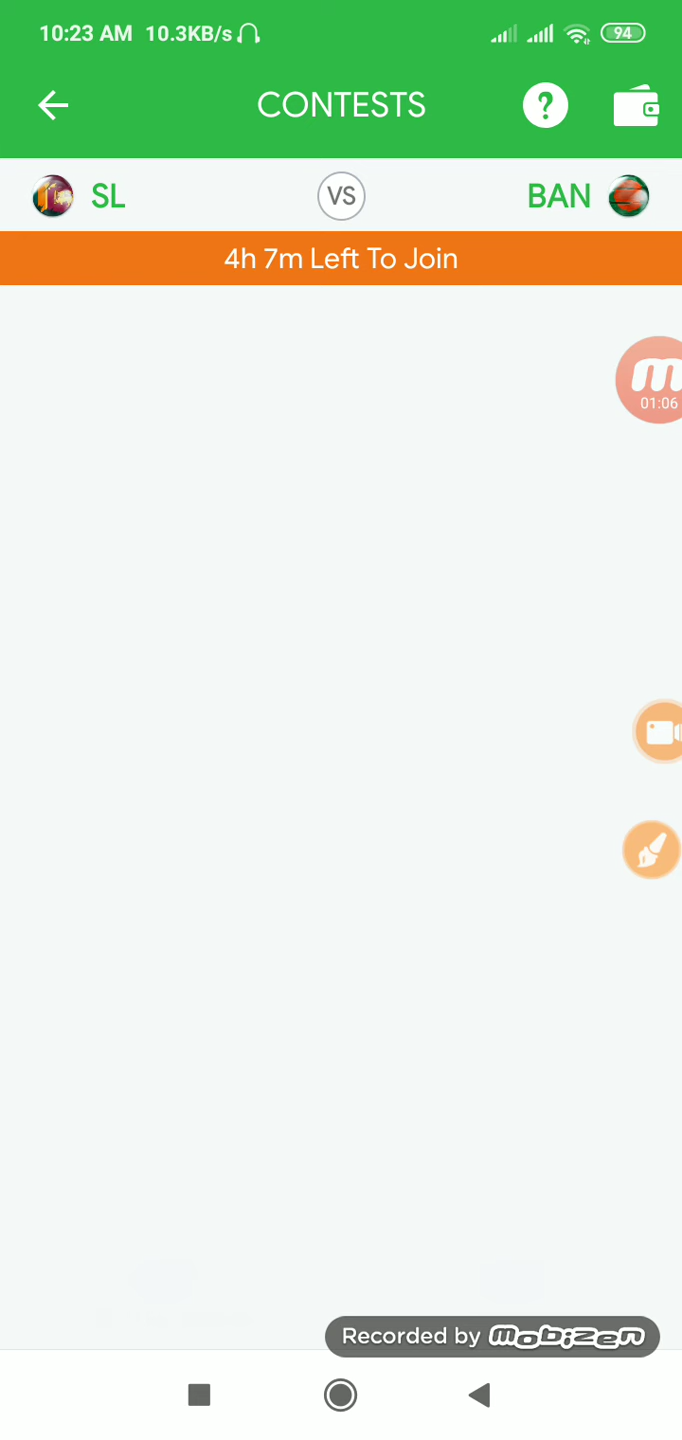 10:23 AM 10.3KB/s 94
CONTESTS ?
SL VS BAN
4h 7m Left To Join
m
01:06
Recorded by mobizen